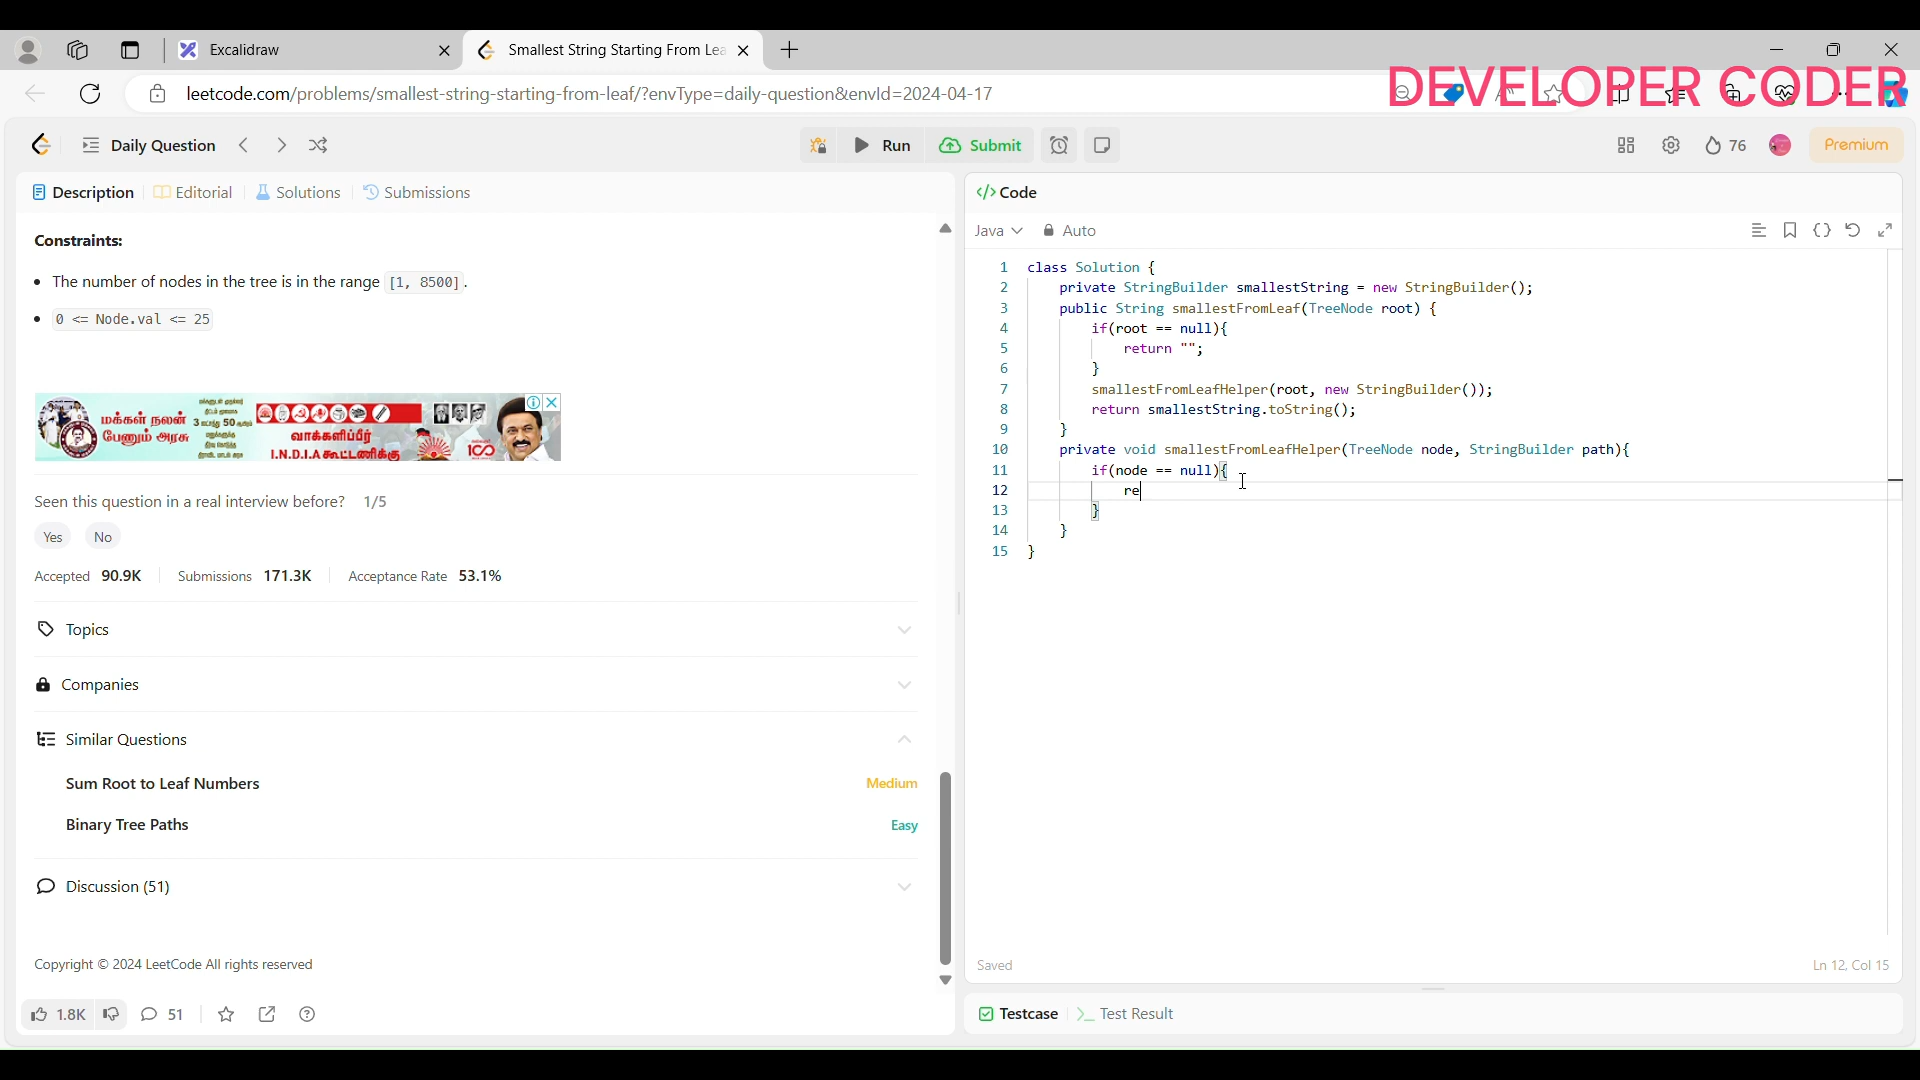 Excalidraw
Smallest String Starting From Lea
leetcode.com/problems/smallest-string-starting-from-leaf/?envType=daily-question&envId=2024-04-17
DEVELOPER CODER
Daily Question
Run
Submit
76
Premium
Description
Editorial
Solutions
Submissions
Constraints:
• The number of nodes in the tree is in the range [1, 8500].
• 0 <= Node.val <= 25
மக்கள் நலன்
பேணும் அரசு
வாக்களிப்பீர்
I.N.D.I.A கூட்டணிக்கு
Seen this question in a real interview before? 1/5
Yes No
Accepted 90.9K Submissions 171.3K Acceptance Rate 53.1%
Topics
Companies
Similar Questions
Sum Root to Leaf Numbers Medium
Binary Tree Paths Easy
Discussion (51)
Copyright © 2024 LeetCode All rights reserved
1.8K 51
</> Code
Java Auto
1 class Solution {
2 private StringBuilder smallestString = new StringBuilder();
3 public String smallestFromLeaf(TreeNode root) {
4 if(root == null){
5 return "";
6 }
7 smallestFromLeafHelper(root, new StringBuilder());
8 return smallestString.toString();
9 }
10 private void smallestFromLeafHelper(TreeNode node, StringBuilder path){
11 if(node == null){
12 re
13 }
14 }
15 }
Saved Ln 12, Col 15
Testcase Test Result